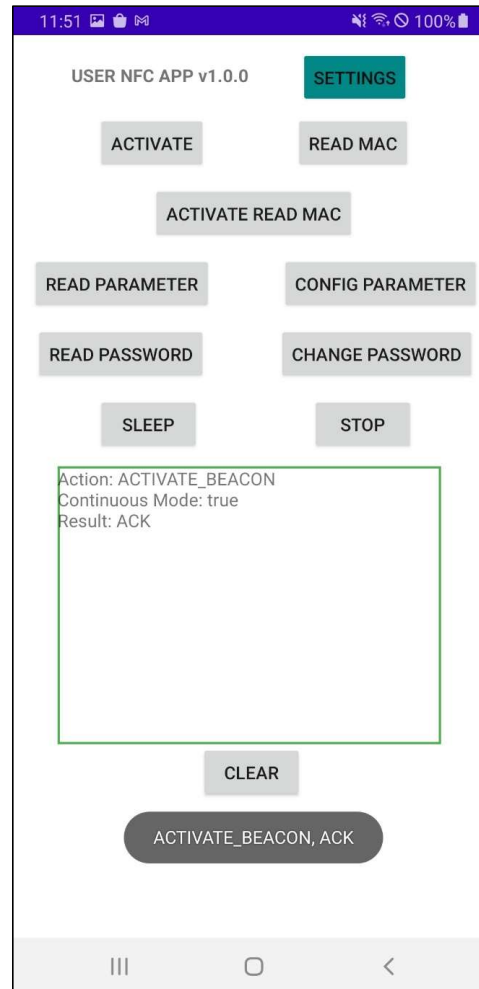 11:51 100%
USER NFC APP v1.0.0 SETTINGS
ACTIVATE READ MAC
ACTIVATE READ MAC
READ PARAMETER CONFIG PARAMETER
READ PASSWORD CHANGE PASSWORD
SLEEP STOP
Action: ACTIVATE_BEACON
Continuous Mode: true
Result: ACK
CLEAR
ACTIVATE_BEACON, ACK